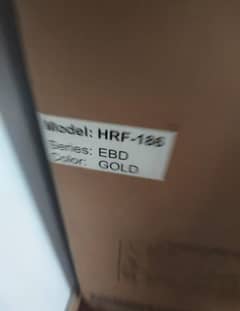 Model: HRF-186
Series: EBD
Color: GOLD